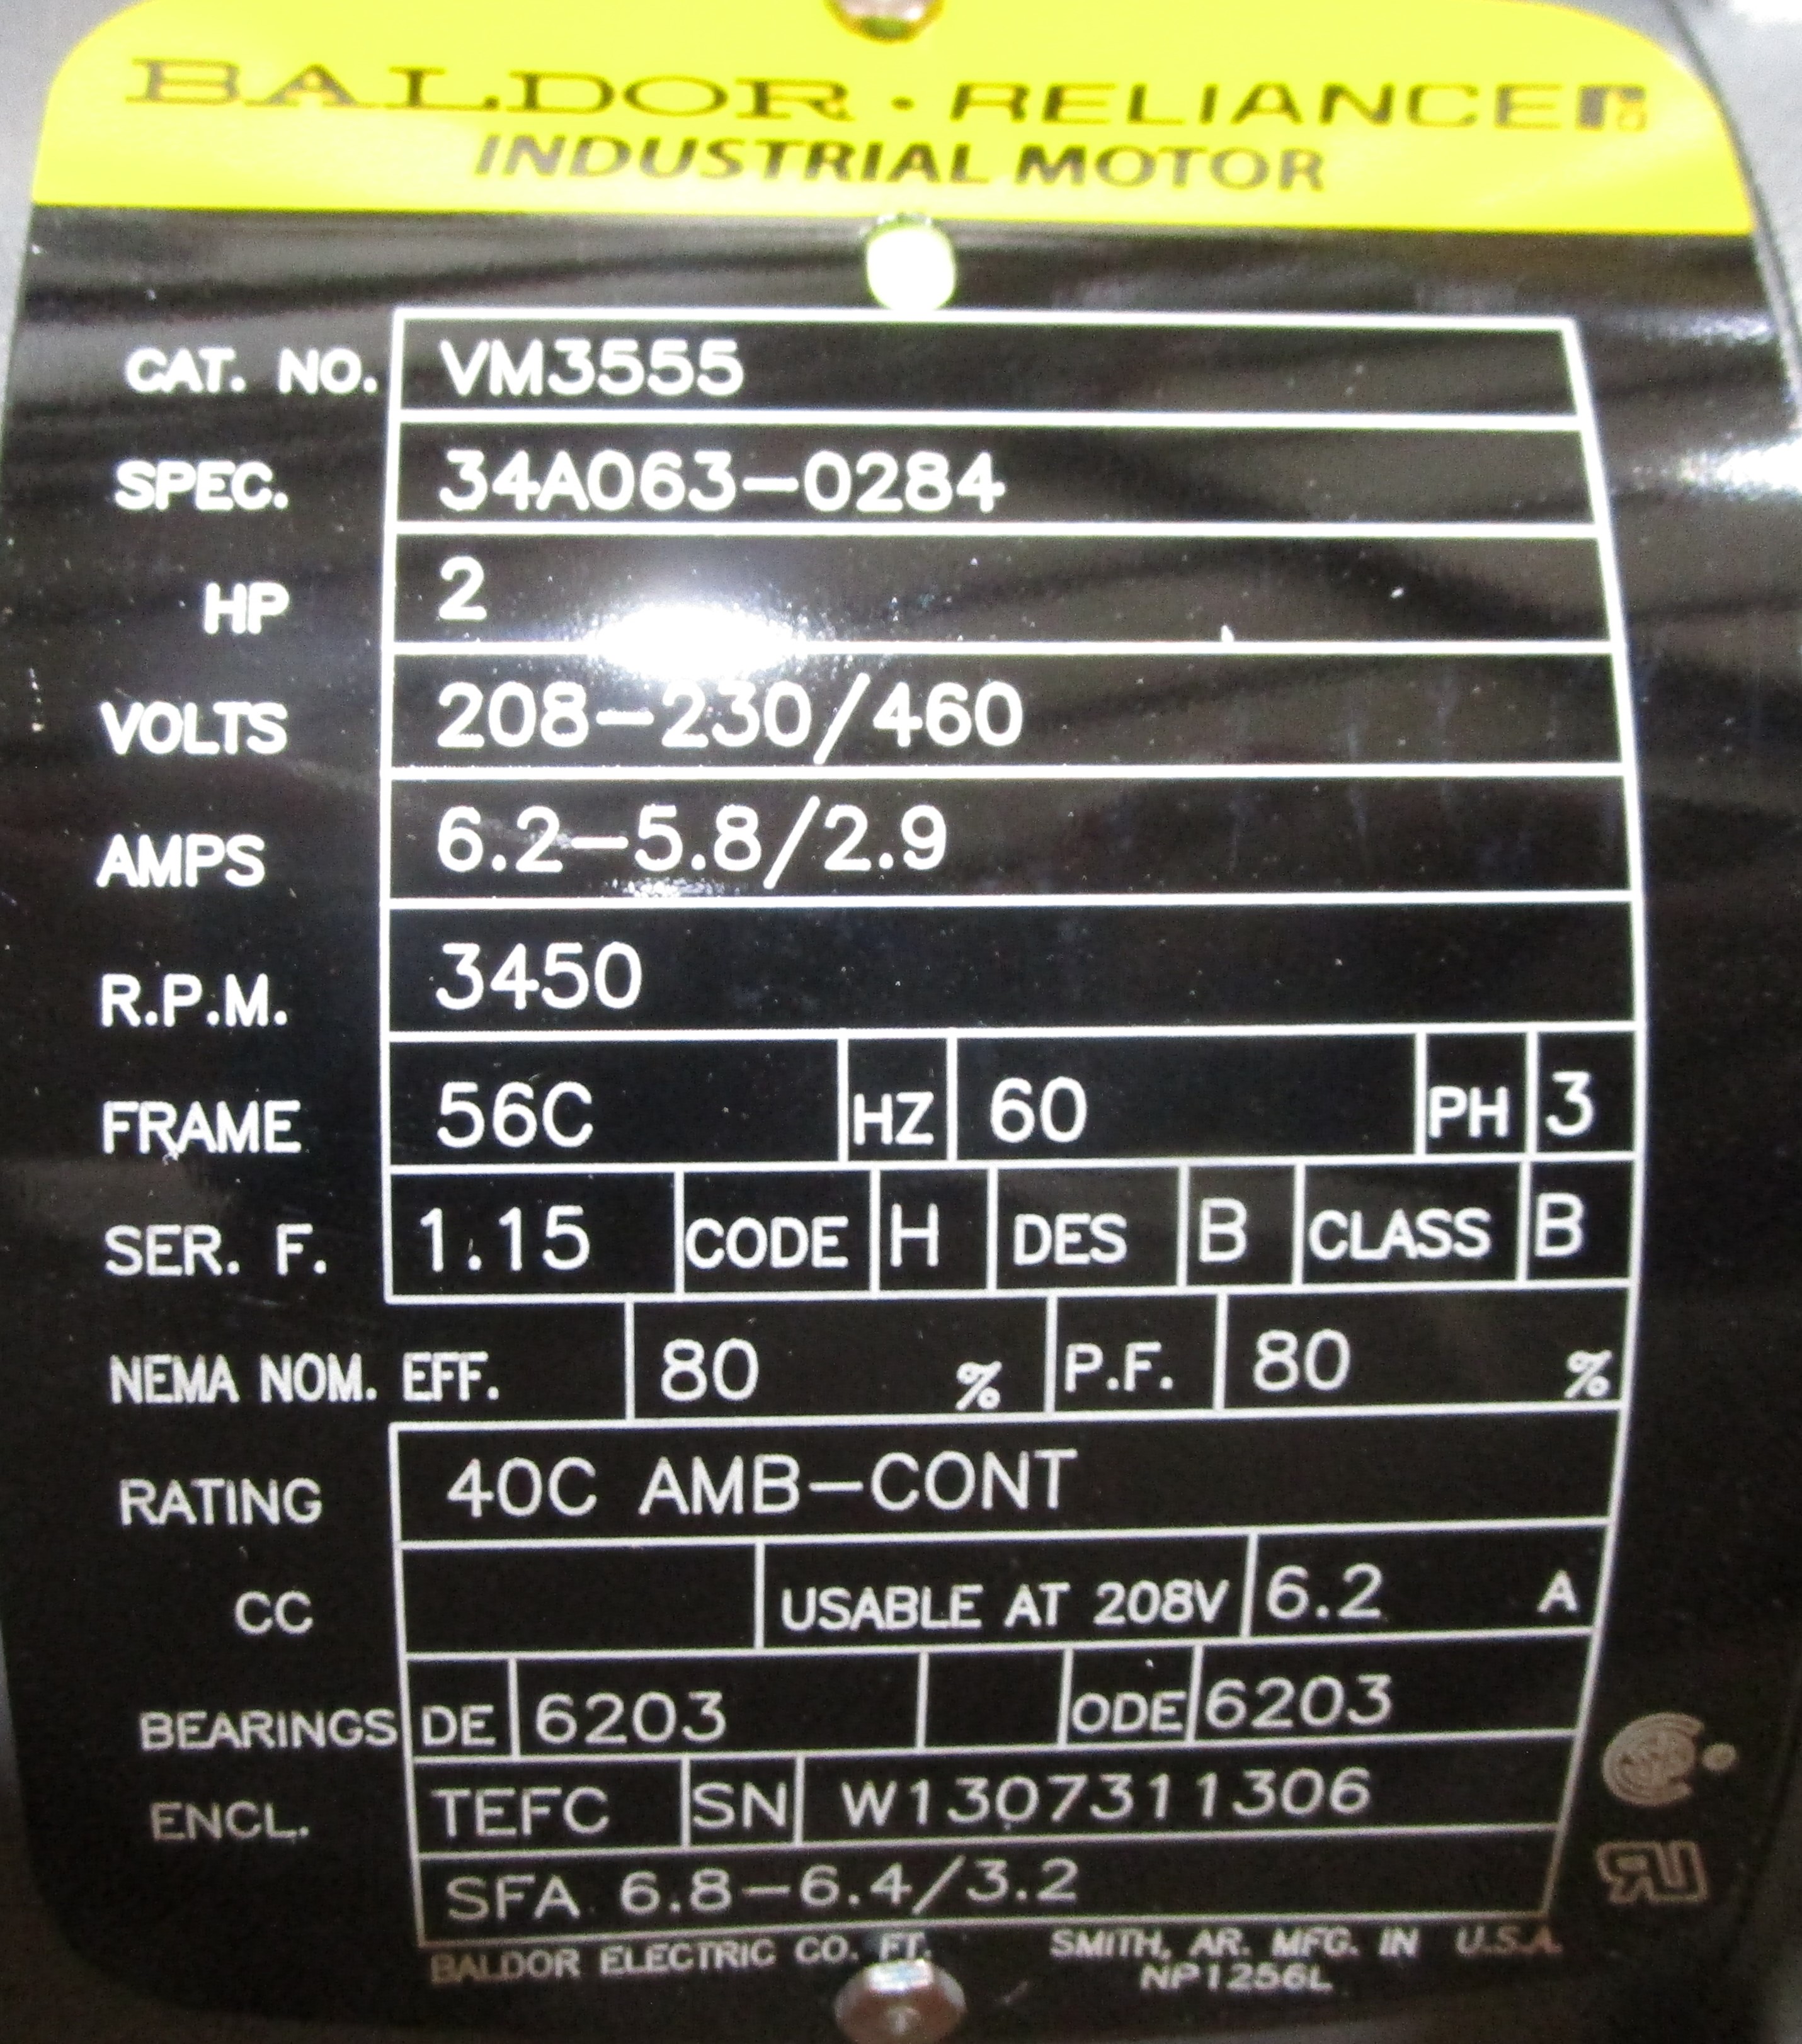 BALDOR · RELIANCER
INDUSTRIAL MOTOR
CAT. NO. VM3555
SPEC. 34A063-0284
HP 2
VOLTS 208-230/460
AMPS 6.2-5.8/2.9
R.P.M. 3450
FRAME 56C HZ 60 PH 3
SER. F. 1.15 CODE H DES B CLASS B
NEMA NOM. EFF. 80 % P.F. 80 %
RATING 40C AMB-CONT
CC USABLE AT 208V 6.2 A
BEARINGS DE 6203 ODE 6203
ENCL. TEFC SN W1307311306
SFA 6.8-6.4/3.2
BALDOR ELECTRIC CO. FT. SMITH, AR. MFG. IN U.S.A.
NP1256L